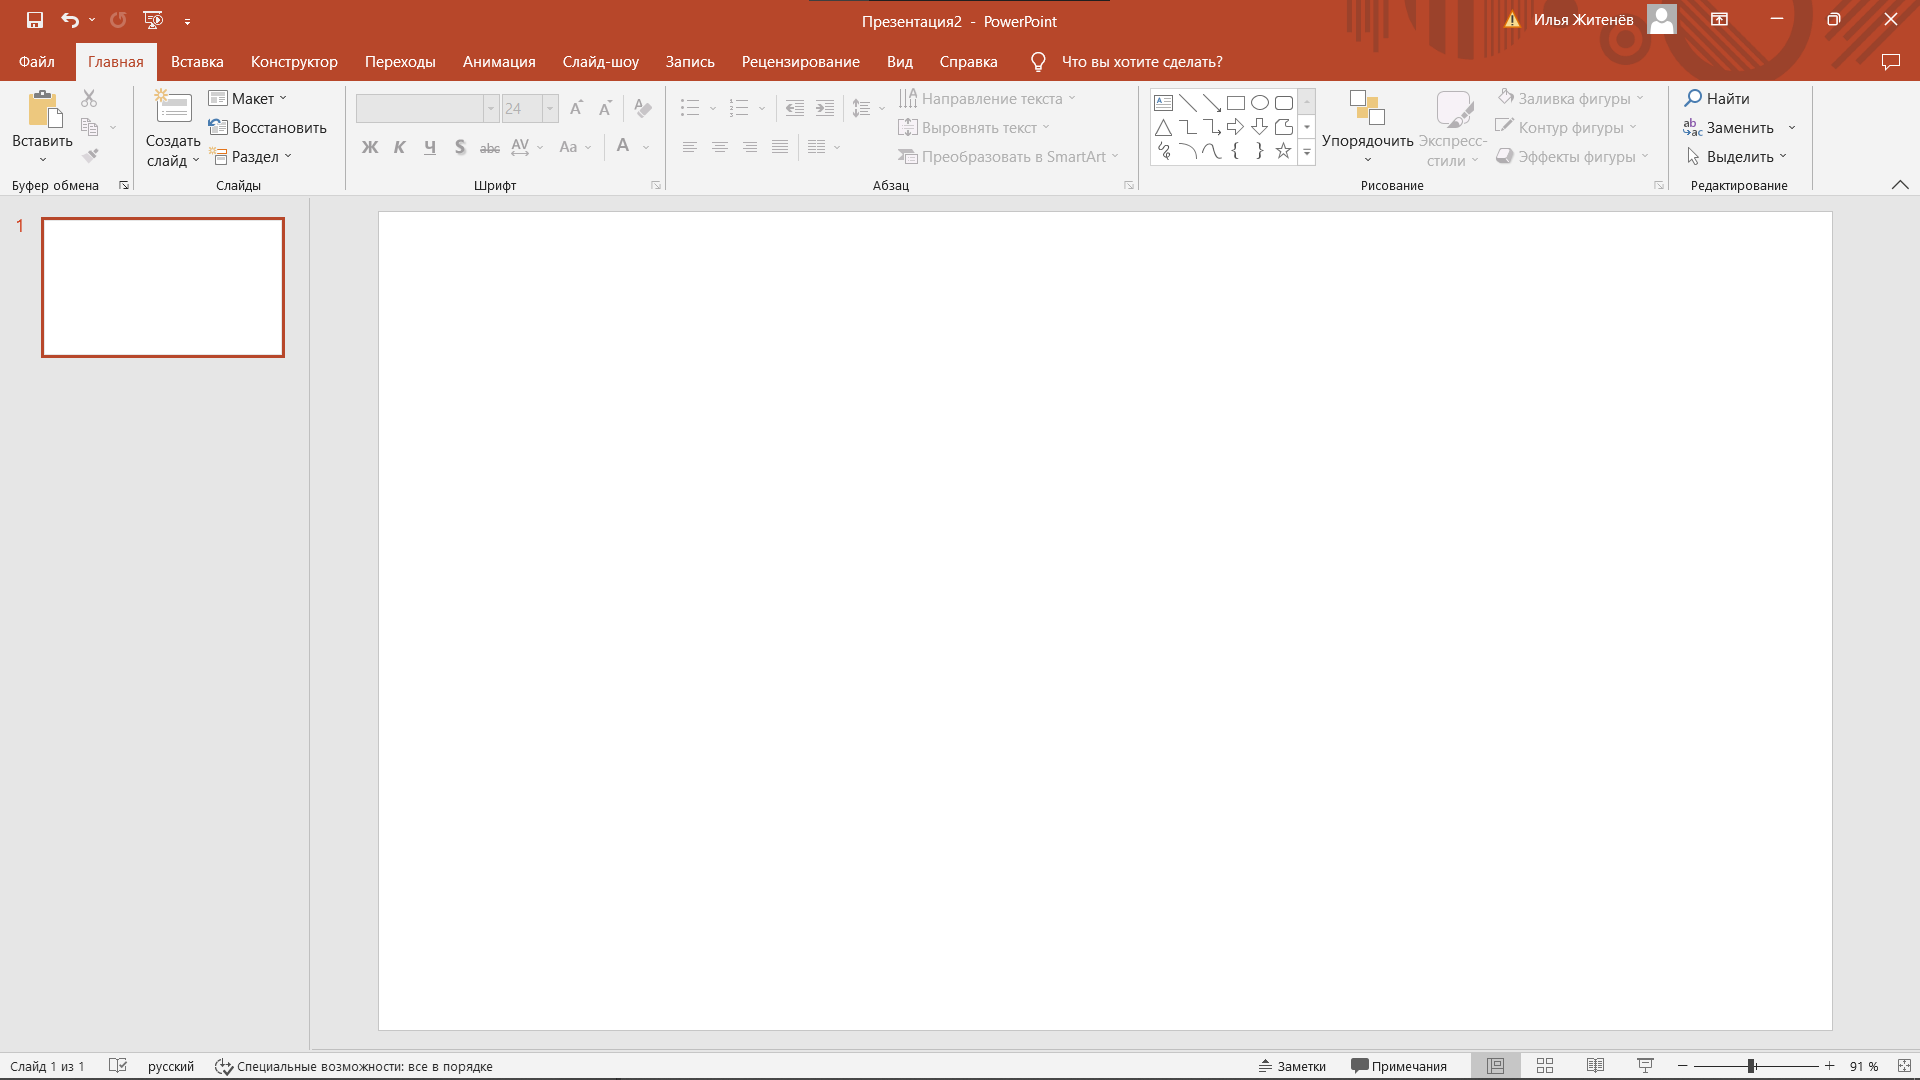 Презентация2 - PowerPoint
Илья Житенёв
Файл Главная Вставка Конструктор Переходы Анимация Слайд-шоу Запись Рецензирование Вид Справка Что вы хотите сделать?
Вставить
Буфер обмена
Создать
слайд
Макет
Восстановить
Раздел
Слайды
24
Ж К Ч S abc AV Aa A
Шрифт
Направление текста
Выровнять текст
Преобразовать в SmartArt
Абзац
Упорядочить
Экспресс-
стили
Заливка фигуры
Контур фигуры
Эффекты фигуры
Рисование
Найти
Заменить
Выделить
Редактирование
1
Слайд 1 из 1 русский Специальные возможности: все в порядке Заметки Примечания 91 %